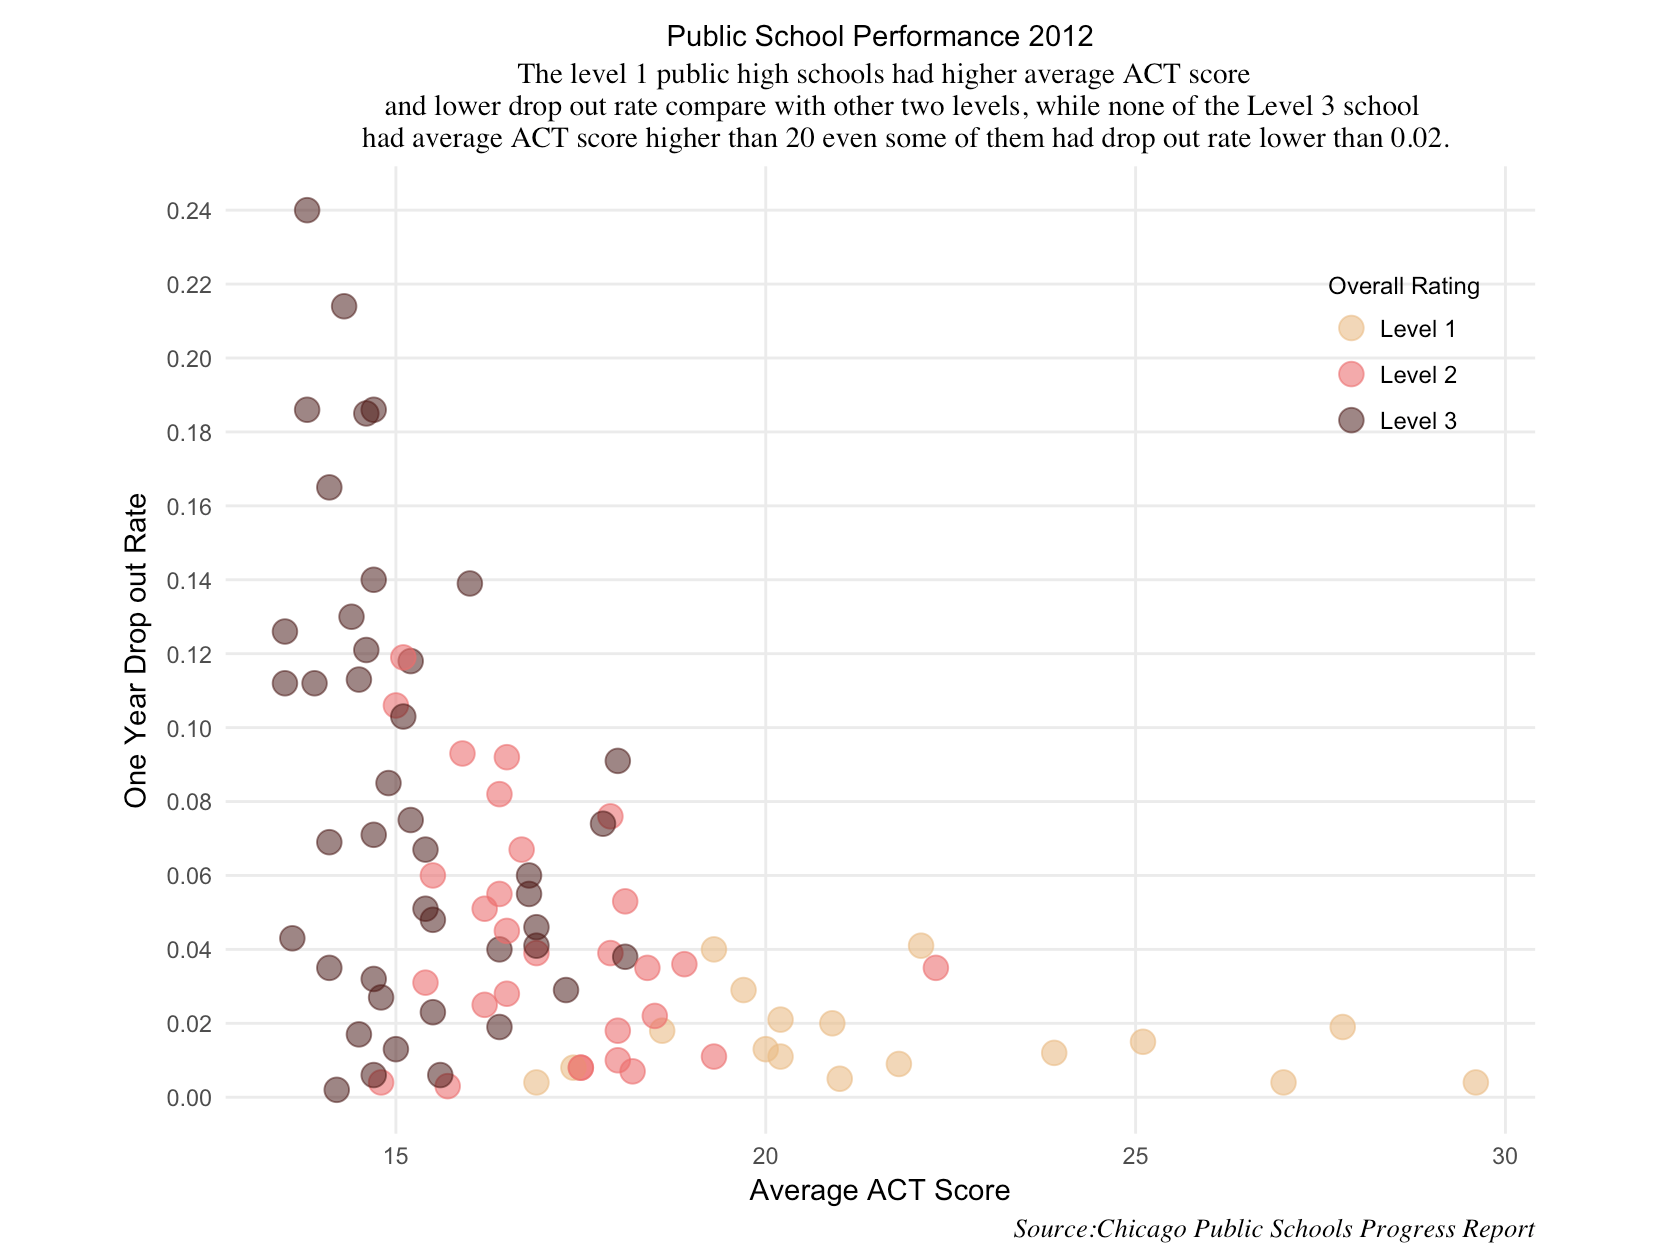 Public School Performance 2012
The level 1 public high schools had higher average ACT score
and lower drop out rate compare with other two levels, while none of the Level 3 school
had average ACT score higher than 20 even some of them had drop out rate lower than 0.02.
0.24
0.22
0.20
0.18
0.16
0.14
0.12
0.10
0.08
0.06
0.04
0.02
0.00
One Year Drop out Rate
Overall Rating
Level 1
Level 2
Level 3
15 20 25 30
Average ACT Score
Source:Chicago Public Schools Progress Report